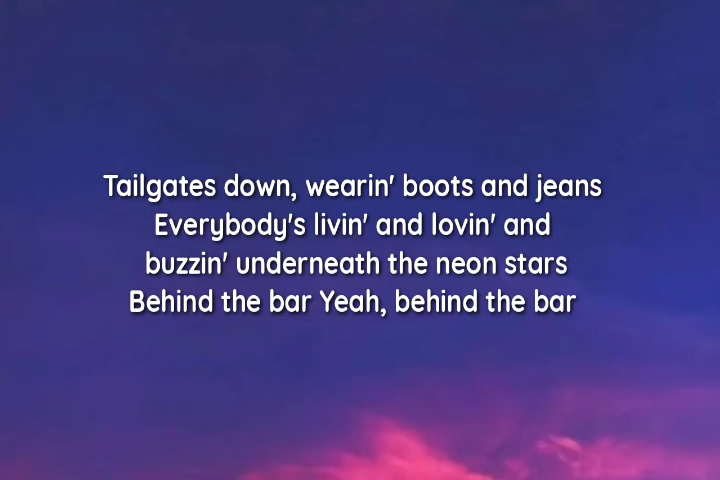 Tailgates down, wearin' boots and jeans
Everybody's livin' and lovin' and
buzzin' underneath the neon stars
Behind the bar Yeah, behind the bar